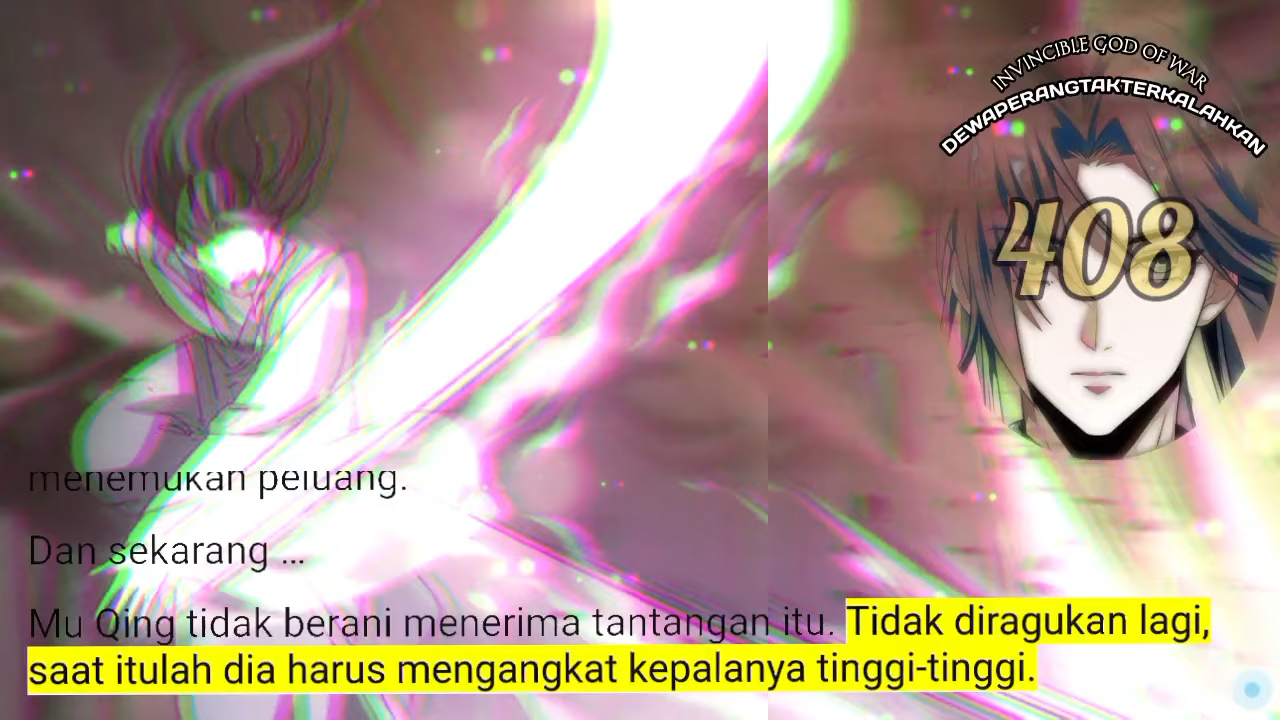 INVINCIBLE GOD OF WAR
DEWAPERANGTAKTERKALAHKAN
408
menemukan peluang.
Dan sekarang ...
Mu Qing tidak berani menerima tantangan itu. Tidak diragukan lagi,
saat itulah dia harus mengangkat kepalanya tinggi-tinggi.